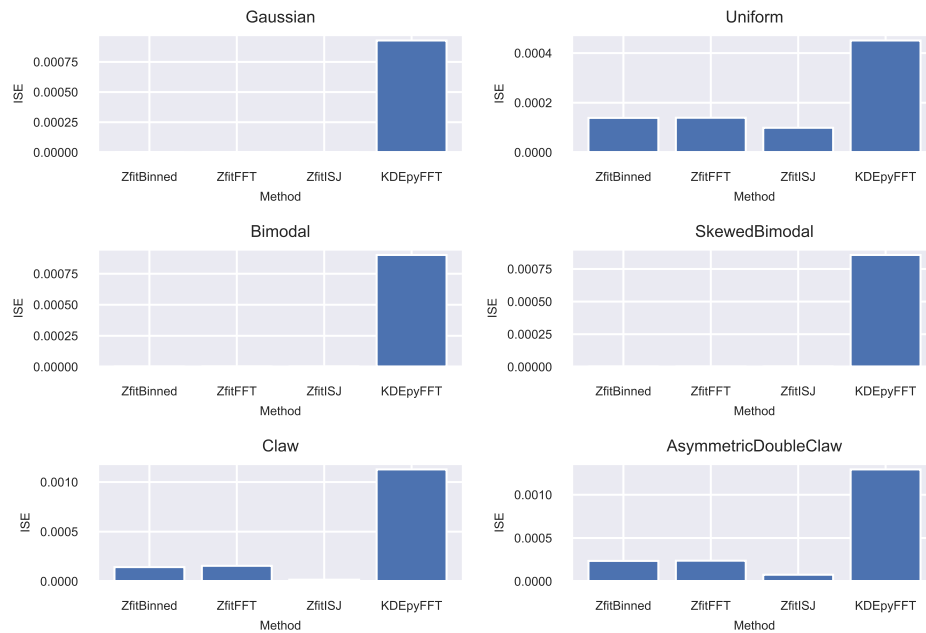 Gaussian
ISE
0.00075
0.00050
0.00025
0.00000
ZfitBinned ZfitFFT ZfitISJ KDEpyFFT
Method
Uniform
ISE
0.0004
0.0002
0.0000
ZfitBinned ZfitFFT ZfitISJ KDEpyFFT
Method
Bimodal
ISE
0.00075
0.00050
0.00025
0.00000
ZfitBinned ZfitFFT ZfitISJ KDEpyFFT
Method
SkewedBimodal
ISE
0.00075
0.00050
0.00025
0.00000
ZfitBinned ZfitFFT ZfitISJ KDEpyFFT
Method
Claw
ISE
0.0010
0.0005
0.0000
ZfitBinned ZfitFFT ZfitISJ KDEpyFFT
Method
AsymmetricDoubleClaw
ISE
0.0010
0.0005
0.0000
ZfitBinned ZfitFFT ZfitISJ KDEpyFFT
Method